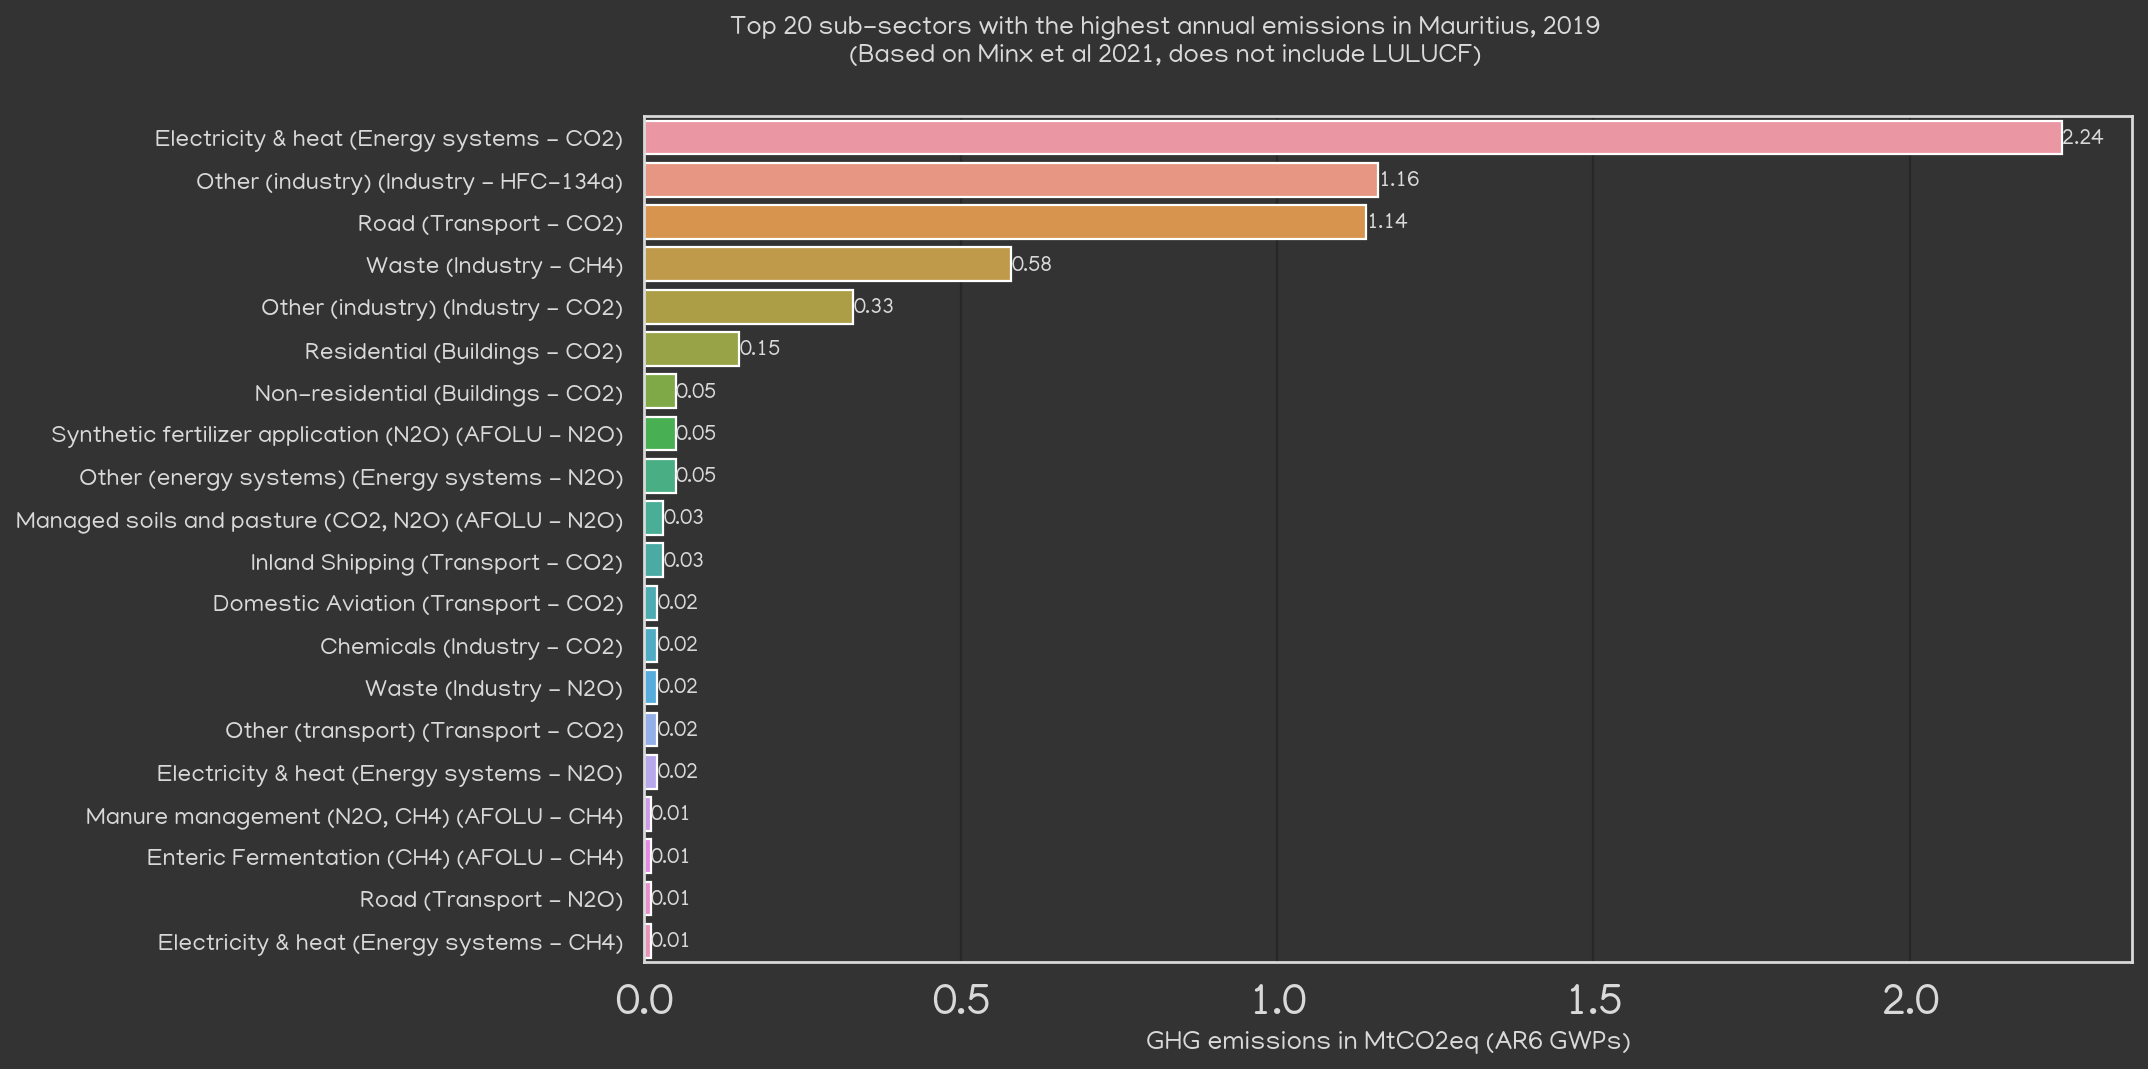 Top 20 sub-sectors with the highest annual emissions in Mauritius, 2019
(Based on Minx et al 2021, does not include LULUCF)
Electricity & heat (Energy systems - CO2) 2.24
Other (industry) (Industry - HFC-134a) 1.16
Road (Transport - CO2) 1.14
Waste (Industry - CH4) 0.58
Other (industry) (Industry - CO2) 0.33
Residential (Buildings - CO2) 0.15
Non-residential (Buildings - CO2) 0.05
Synthetic fertilizer application (N2O) (AFOLU - N2O) 0.05
Other (energy systems) (Energy systems - N2O) 0.05
Managed soils and pasture (CO2, N2O) (AFOLU - N2O) 0.03
Inland Shipping (Transport - CO2) 0.03
Domestic Aviation (Transport - CO2) 0.02
Chemicals (Industry - CO2) 0.02
Waste (Industry - N2O) 0.02
Other (transport) (Transport - CO2) 0.02
Electricity & heat (Energy systems - N2O) 0.02
Manure management (N2O, CH4) (AFOLU - CH4) 0.01
Enteric Fermentation (CH4) (AFOLU - CH4) 0.01
Road (Transport - N2O) 0.01
Electricity & heat (Energy systems - CH4) 0.01
0.0 0.5 1.0 1.5 2.0
GHG emissions in MtCO2eq (AR6 GWPs)